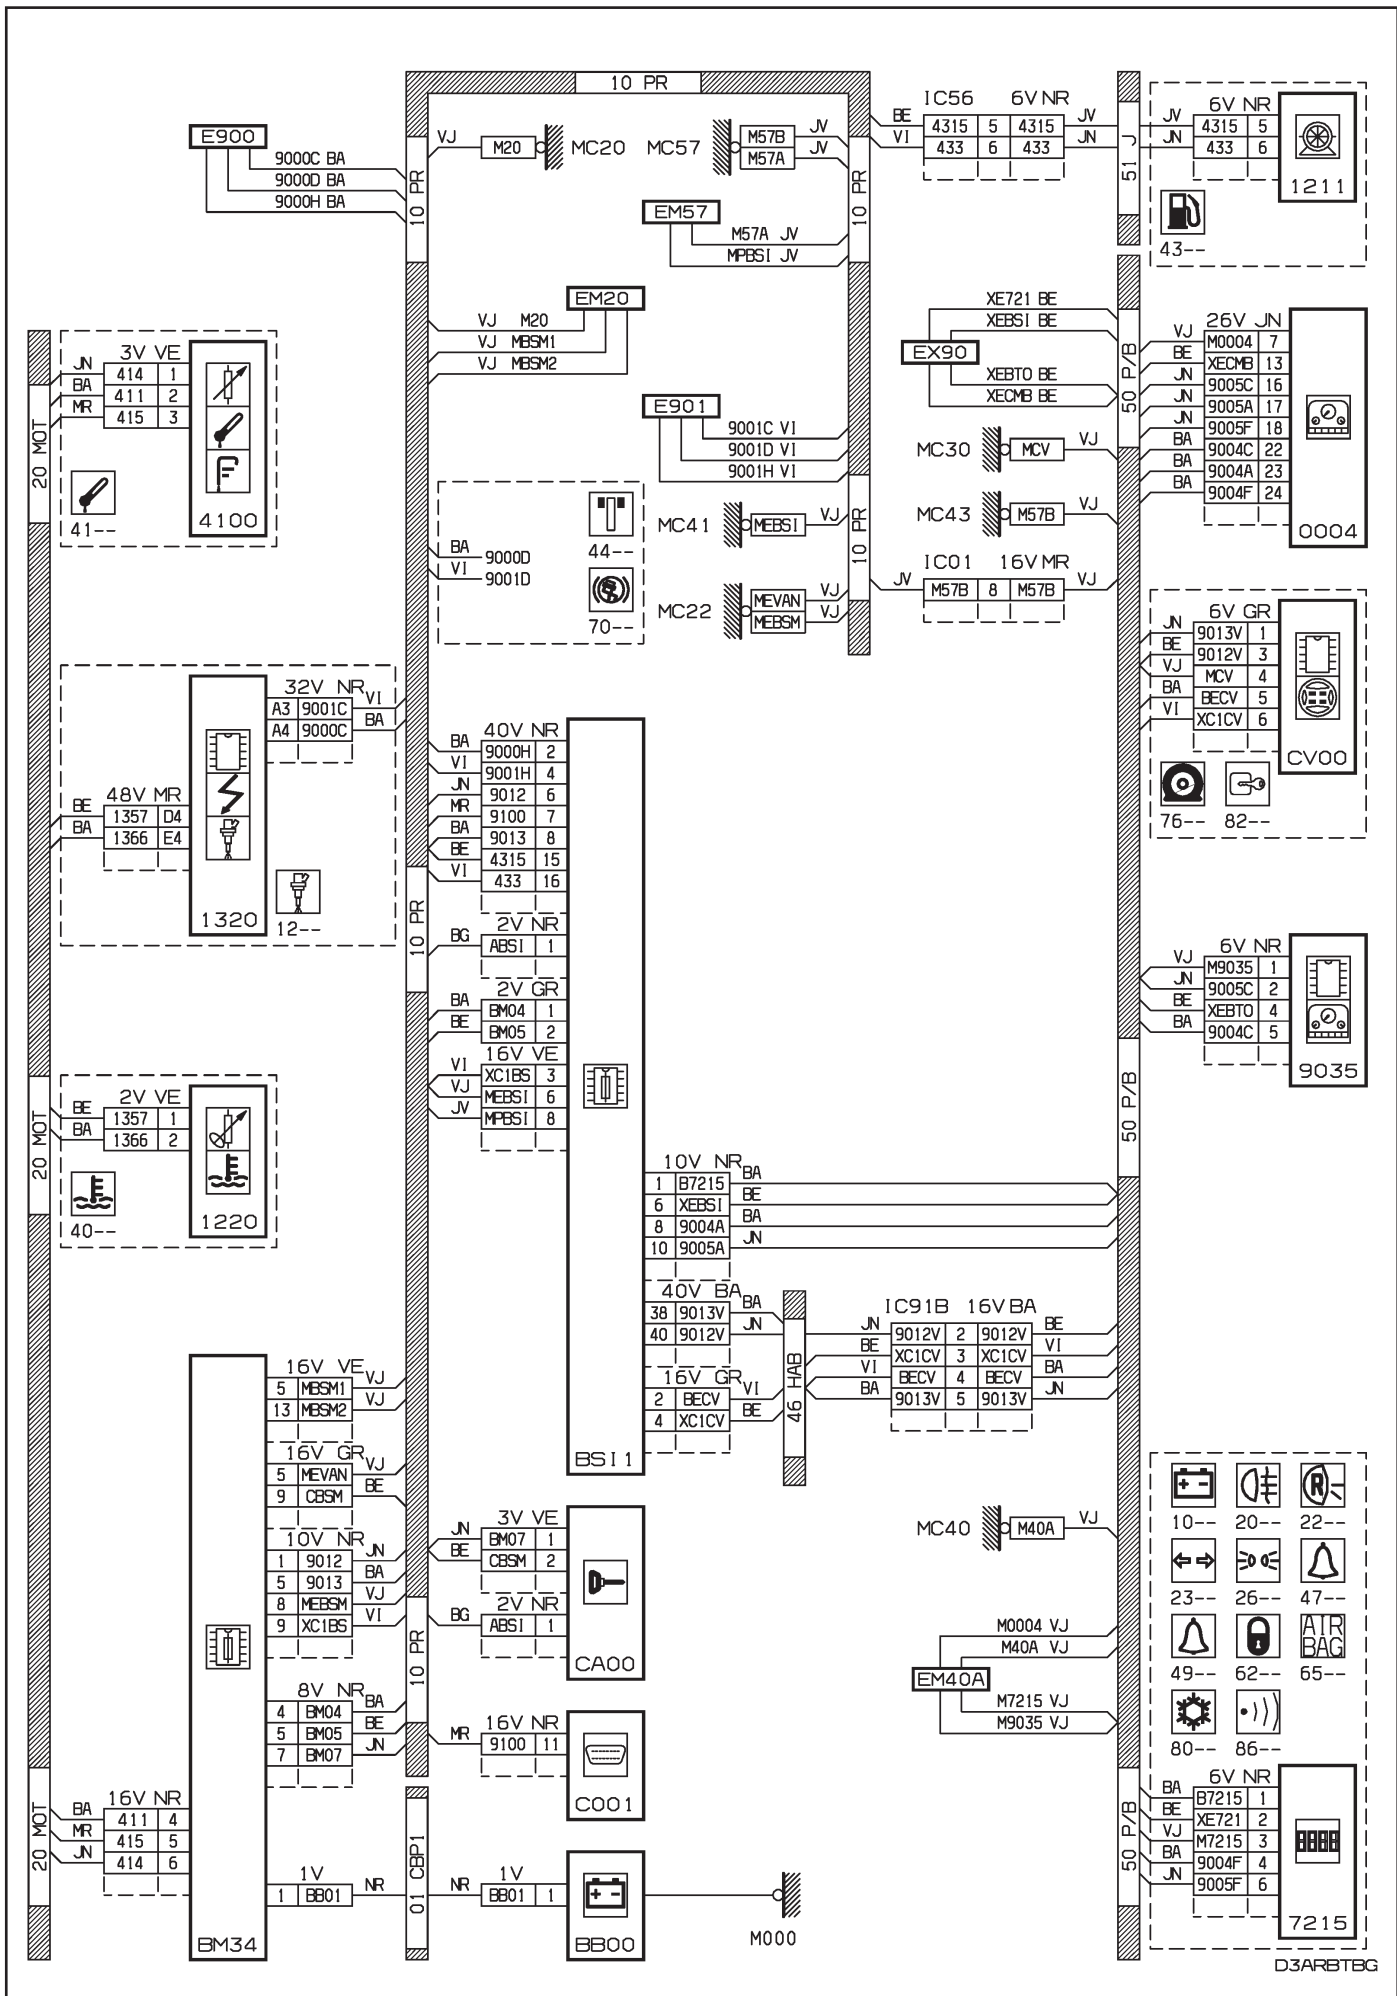 10 PR
E900
9000C BA
9000D BA
9000H BA
10 PR
VJ M20 MC20
MC57 M57B JV
M57A JV
10 PR
EM57
M57A JV
MPBSI JV
IC56 6V NR
BE 4315 5 4315 JV
VI 433 6 433 JN
51 J
6V NR
JV 4315 5
JN 433 6
1211
43--
EM20
VJ M20
VJ MBSM1
VJ MBSM2
XE721 BE
XEBSI BE
EX90
XEBTO BE
XECMB BE
50 P/B
26V JN
VJ M0004 7
BE XECMB 13
JN 9005C 16
JN 9005A 17
JN 9005F 18
BA 9004C 22
BA 9004A 23
BA 9004F 24
0004
20 MOT
3V VE
JN 414 1
BA 411 2
MR 415 3
41--
4100
E901
9001C VI
9001D VI
9001H VI
MC30 MCV VJ
MC43 M57B VJ
MC41 MEBSI VJ
10 PR
MC22 MEVAN VJ
MEBSM VJ
44--
BA 9000D
VI 9001D
70--
IC01 16V MR
JV M57B 8 M57B VJ
6V GR
JN 9013V 1
BE 9012V 3
VJ MCV 4
BA BECV 5
VI XC1CV 6
CV00
76-- 82--
32V NR
A3 9001C VI
A4 9000C BA
48V MR
BE 1357 D4
BA 1366 E4
1320
12--
40V NR
BA 9000H 2
VI 9001H 4
JN 9012 6
MR 9100 7
BA 9013 8
BE 4315 15
VI 433 16
10 PR
2V NR
BG ABSI 1
2V GR
BA BM04 1
BE BM05 2
16V VE
VI XC1BS 3
VJ MEBSI 6
JV MPBSI 8
6V NR
VJ M9035 1
JN 9005C 2
BE XEBTO 4
BA 9004C 5
9035
50 P/B
20 MOT
2V VE
BE 1357 1
BA 1366 2
40--
1220
10V NR
1 B7215 BA
6 XEBSI BE
8 9004A BA
10 9005A JN
40V BA
38 9013V BA
40 9012V JN
16V GR
2 BECV VI
4 XC1CV BE
BSI1
46 HAB
IC91B 16V BA
JN 9012V 2 9012V BE
BE XC1CV 3 XC1CV VI
VI BECV 4 BECV BA
BA 9013V 5 9013V JN
16V VE
5 MBSM1 VJ
13 MBSM2 VJ
16V GR
5 MEVAN VJ
9 CBSM BE
10V NR
1 9012 JN
5 9013 BA
8 MEBSM VJ
9 XC1BS VI
8V NR
4 BM04 BA
5 BM05 BE
7 BM07 JN
20 MOT
16V NR
BA 411 4
MR 415 5
JN 414 6
1V
1 BB01 NR
BM34
3V VE
JN BM07 1
BE CBSM 2
2V NR
BG ABSI 1
CA00
10 PR
16V NR
MR 9100 11
C001
01 CBP1
1V
NR BB01 1
BB00
M000
MC40 M40A VJ
M0004 VJ
M40A VJ
EM40A
M7215 VJ
M9035 VJ
R
10-- 20-- 22--
23-- 26-- 47--
AIR
BAG
49-- 62-- 65--
80-- 86--
50 P/B
6V NR
BA B7215 1
BE XE721 2
VJ M7215 3
BA 9004F 4
JN 9005F 6
7215
D3ARBTBG